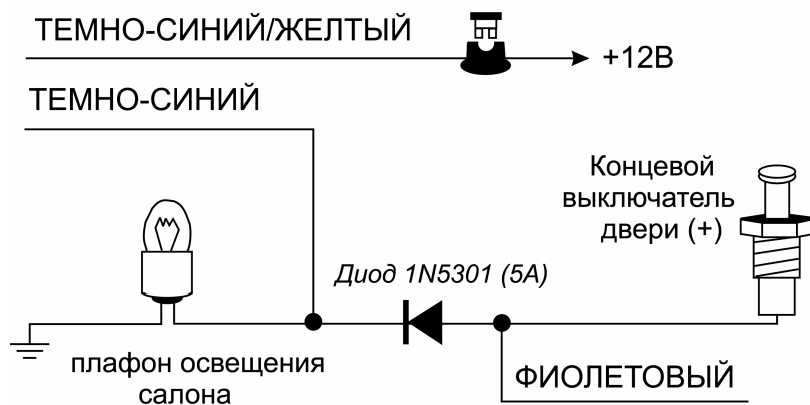 ТЕМНО-СИНИЙ/ЖЕЛТЫЙ
+12В
ТЕМНО-СИНИЙ
Концевой
выключатель
двери (+)
Диод 1N5301 (5А)
плафон освещения
салона
ФИОЛЕТОВЫЙ